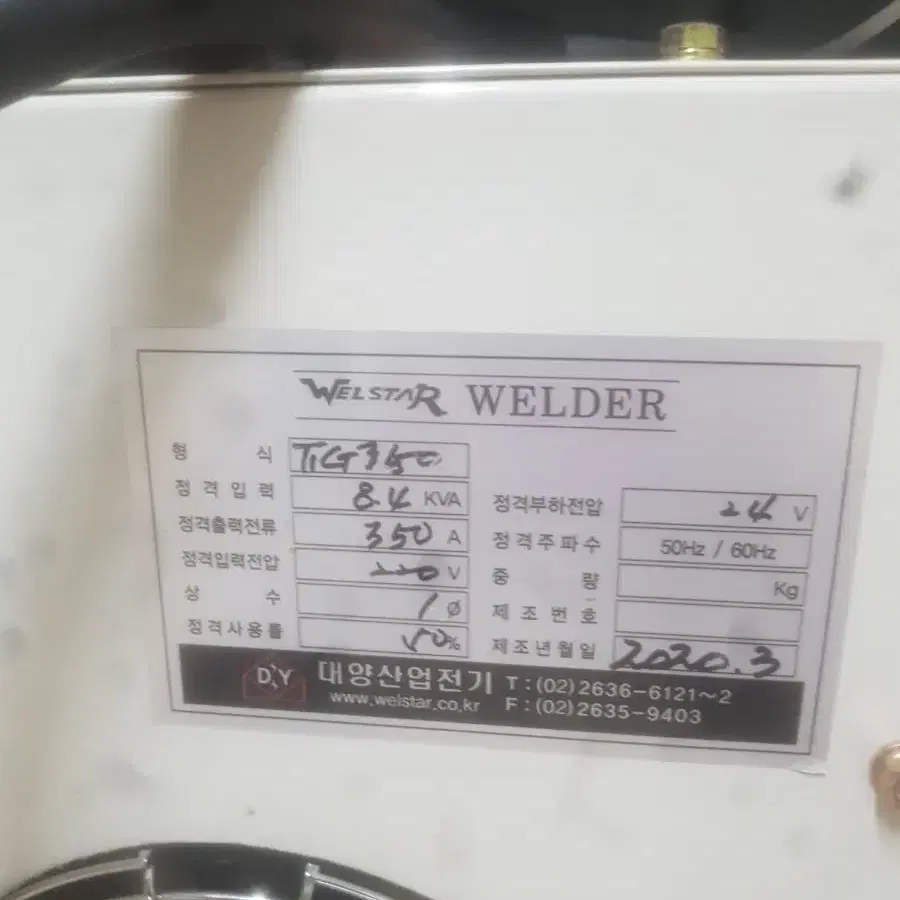 WELSTAR WELDER
형 식 TIG 350
정격입력 8.4 KVA
정격출력전류 350 A
정격입력전압 220 V
상 수 1 ø
정격사용률 50%
정격부하전압 24 V
정격주파수 50Hz / 60Hz
중 량 Kg
제조번호
제조년월일 2020.3
DY 대양산업전기 T : (02) 2636-6121~2
www.welstar.co.kr F : (02) 2635-9403